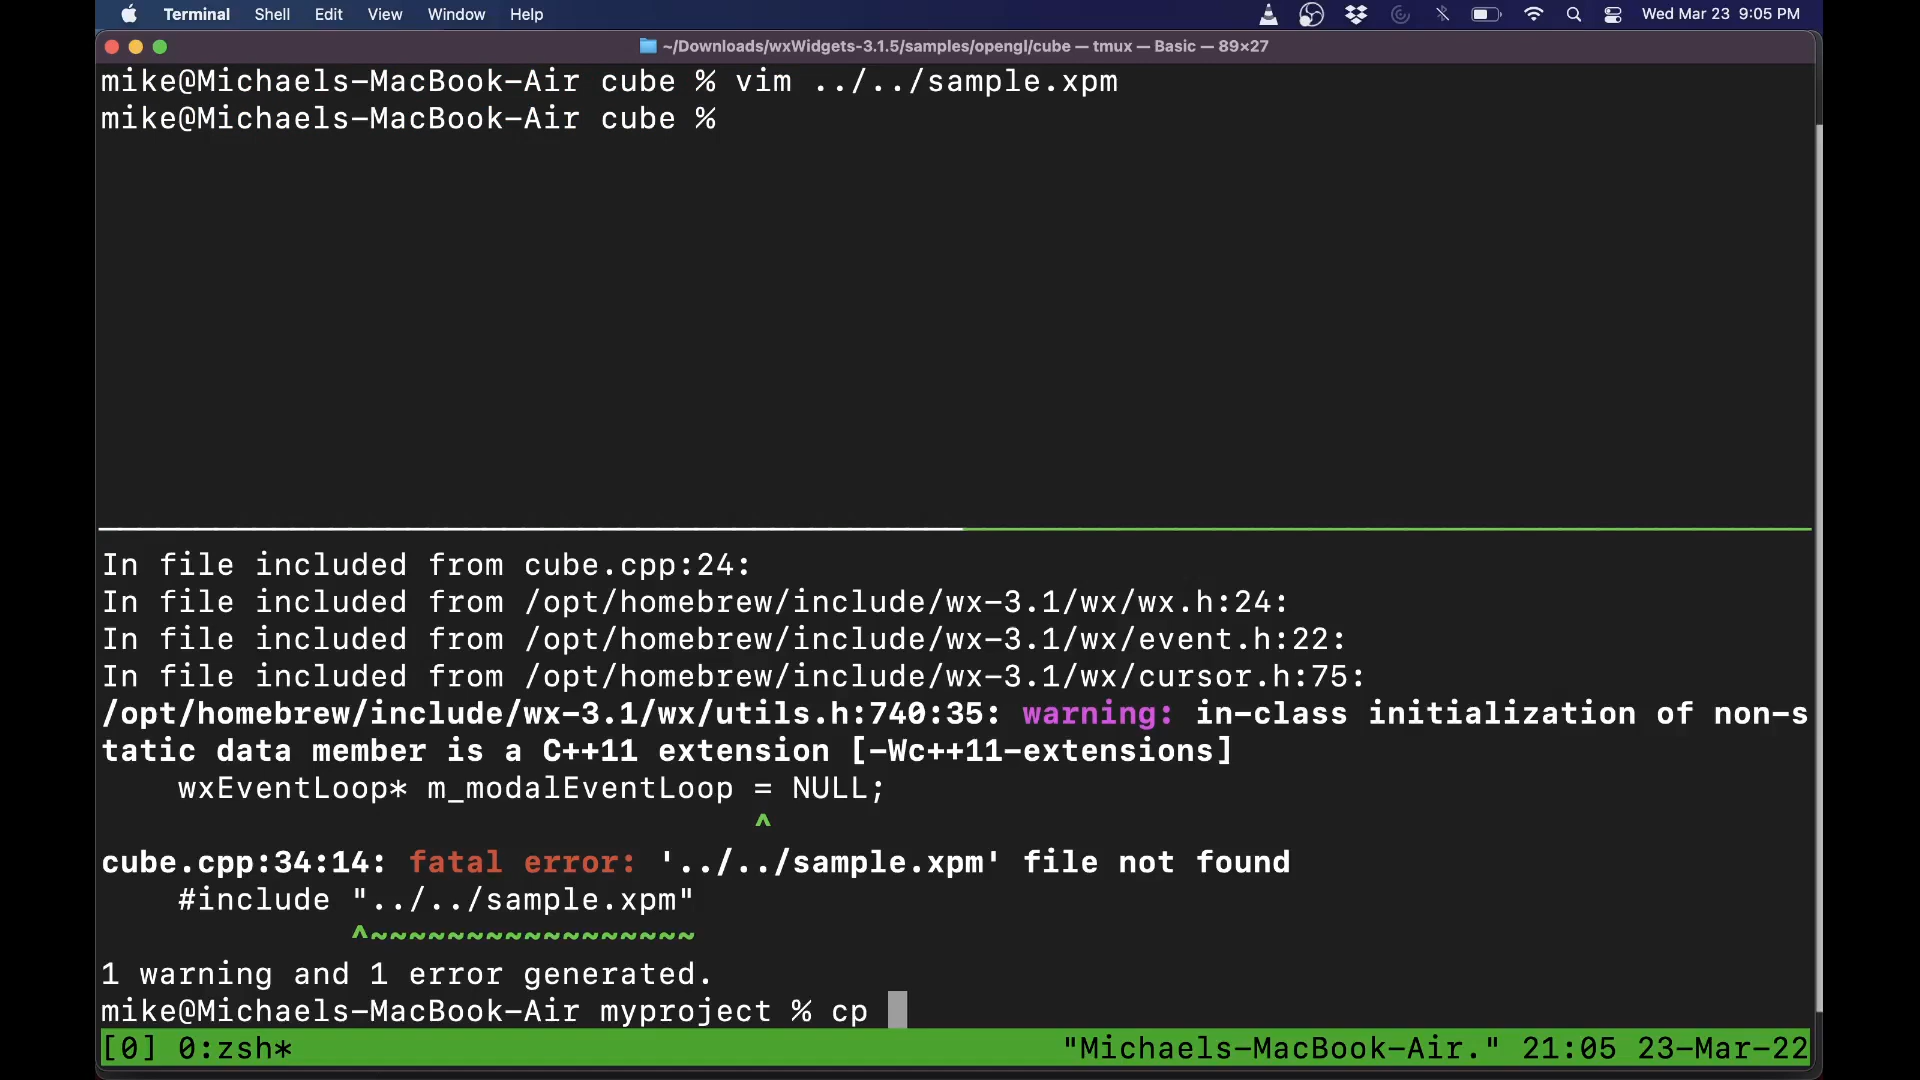 Terminal Shell Edit View Window Help Wed Mar 23 9:05 PM
~/Downloads/wxWidgets-3.1.5/samples/opengl/cube — tmux — Basic — 89×27
mike@Michaels-MacBook-Air cube % vim ../../sample.xpm
mike@Michaels-MacBook-Air cube %
In file included from cube.cpp:24:
In file included from /opt/homebrew/include/wx-3.1/wx/wx.h:24:
In file included from /opt/homebrew/include/wx-3.1/wx/event.h:22:
In file included from /opt/homebrew/include/wx-3.1/wx/cursor.h:75:
/opt/homebrew/include/wx-3.1/wx/utils.h:740:35: warning: in-class initialization of non-s
tatic data member is a C++11 extension [-Wc++11-extensions]
    wxEventLoop* m_modalEventLoop = NULL;
                                  ^
cube.cpp:34:14: fatal error: '../../sample.xpm' file not found
    #include "../../sample.xpm"
             ^~~~~~~~~~~~~~~~~~
1 warning and 1 error generated.
mike@Michaels-MacBook-Air myproject % cp
[0] 0:zsh* "Michaels-MacBook-Air." 21:05 23-Mar-22